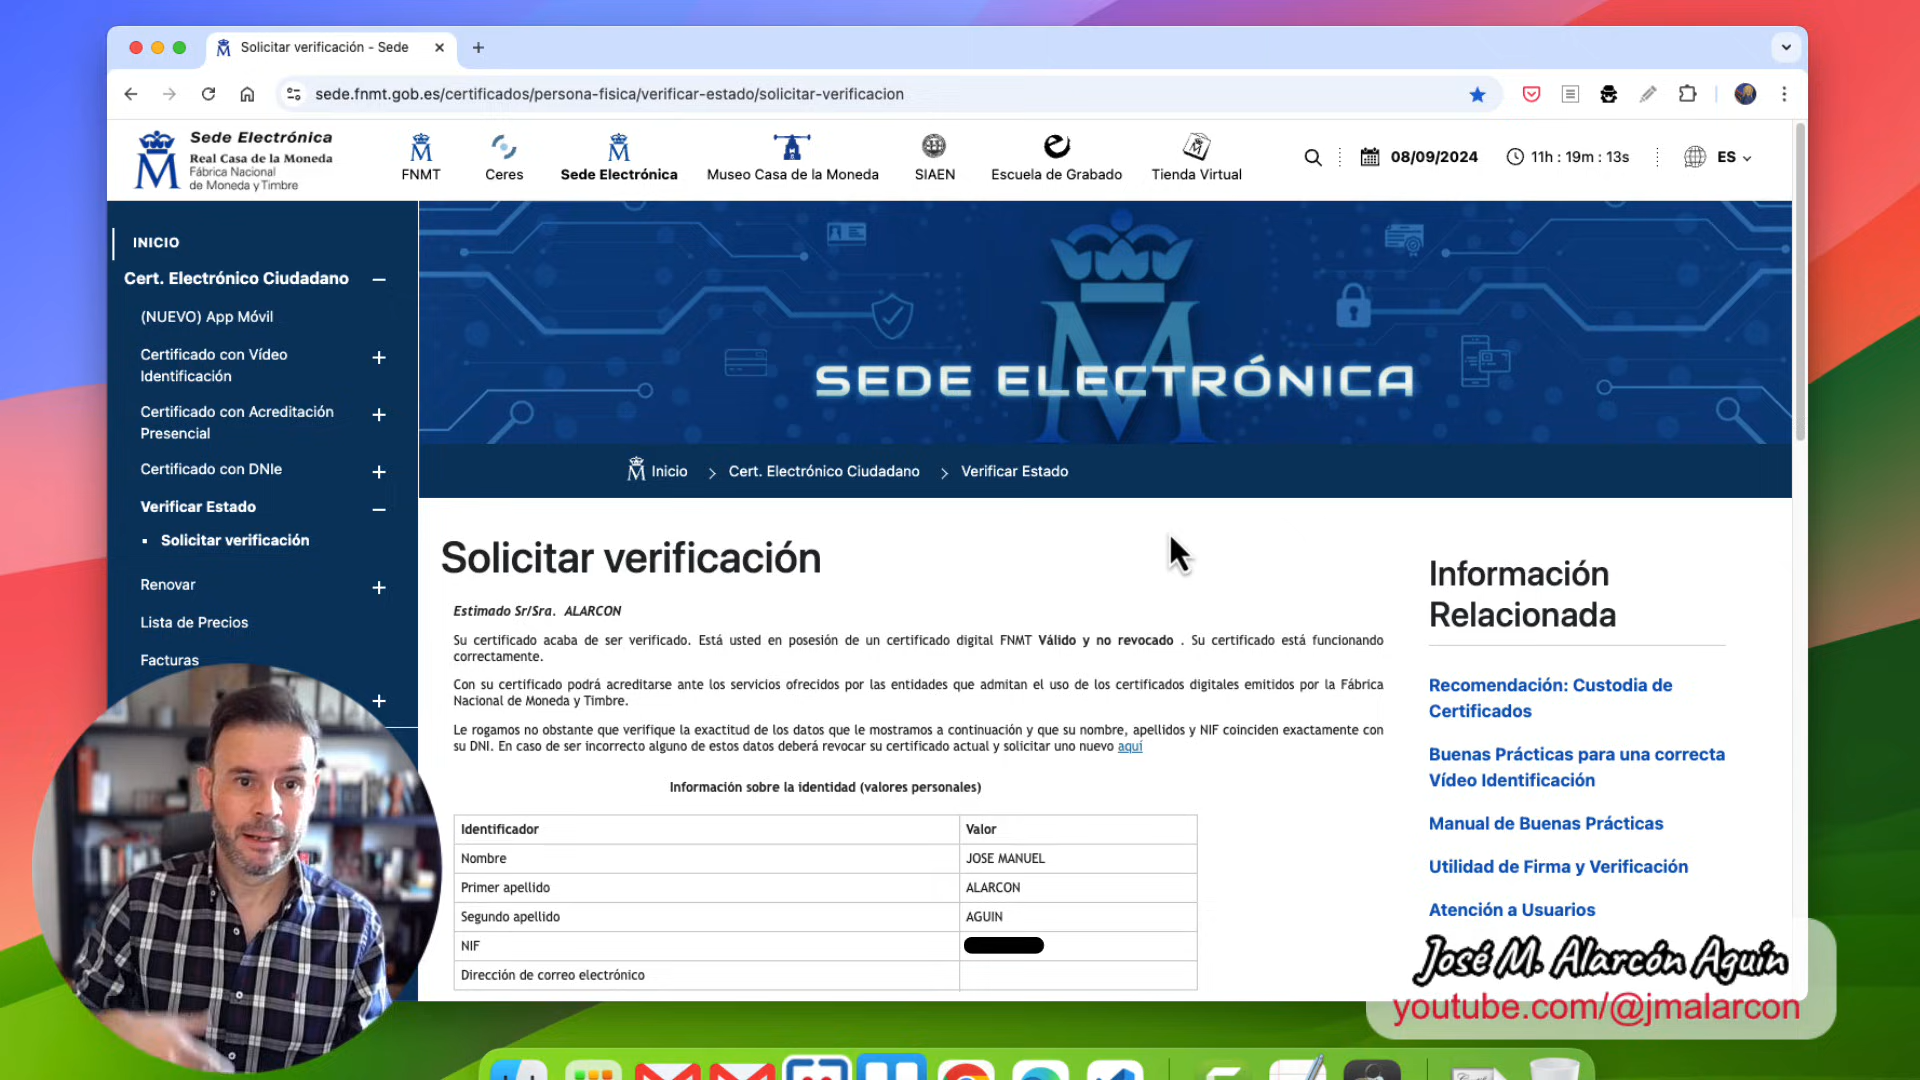 Solicitar verificación - Sede
sede.fnmt.gob.es/certificados/persona-fisica/verificar-estado/solicitar-verificacion
Sede Electrónica
Real Casa de la Moneda
Fábrica Nacional
de Moneda y Timbre
FNMT
Ceres
Sede Electrónica
Museo Casa de la Moneda
SIAEN
Escuela de Grabado
Tienda Virtual
08/09/2024
11h : 19m : 13s
ES
INICIO
Cert. Electrónico Ciudadano
(NUEVO) App Móvil
Certificado con Vídeo
Identificación
Certificado con Acreditación
Presencial
Certificado con DNIe
Verificar Estado
Solicitar verificación
Renovar
Lista de Precios
Facturas
SEDE ELECTRÓNICA
Inicio > Cert. Electrónico Ciudadano > Verificar Estado
Solicitar verificación
Estimado Sr/Sra. ALARCON
Su certificado acaba de ser verificado. Está usted en posesión de un certificado digital FNMT Válido y no revocado . Su certificado está funcionando
correctamente.
Con su certificado podrá acreditarse ante los servicios ofrecidos por las entidades que admitan el uso de los certificados digitales emitidos por la Fábrica
Nacional de Moneda y Timbre.
Le rogamos no obstante que verifique la exactitud de los datos que le mostramos a continuación y que su nombre, apellidos y NIF coinciden exactamente con
su DNI. En caso de ser incorrecto alguno de estos datos deberá revocar su certificado actual y solicitar uno nuevo aquí
Información sobre la identidad (valores personales)
Identificador Valor
Nombre JOSE MANUEL
Primer apellido ALARCON
Segundo apellido AGUIN
NIF
Dirección de correo electrónico
Información
Relacionada
Recomendación: Custodia de
Certificados
Buenas Prácticas para una correcta
Vídeo Identificación
Manual de Buenas Prácticas
Utilidad de Firma y Verificación
Atención a Usuarios
José M. Alarcón Aguín
youtube.com/@jmalarcon